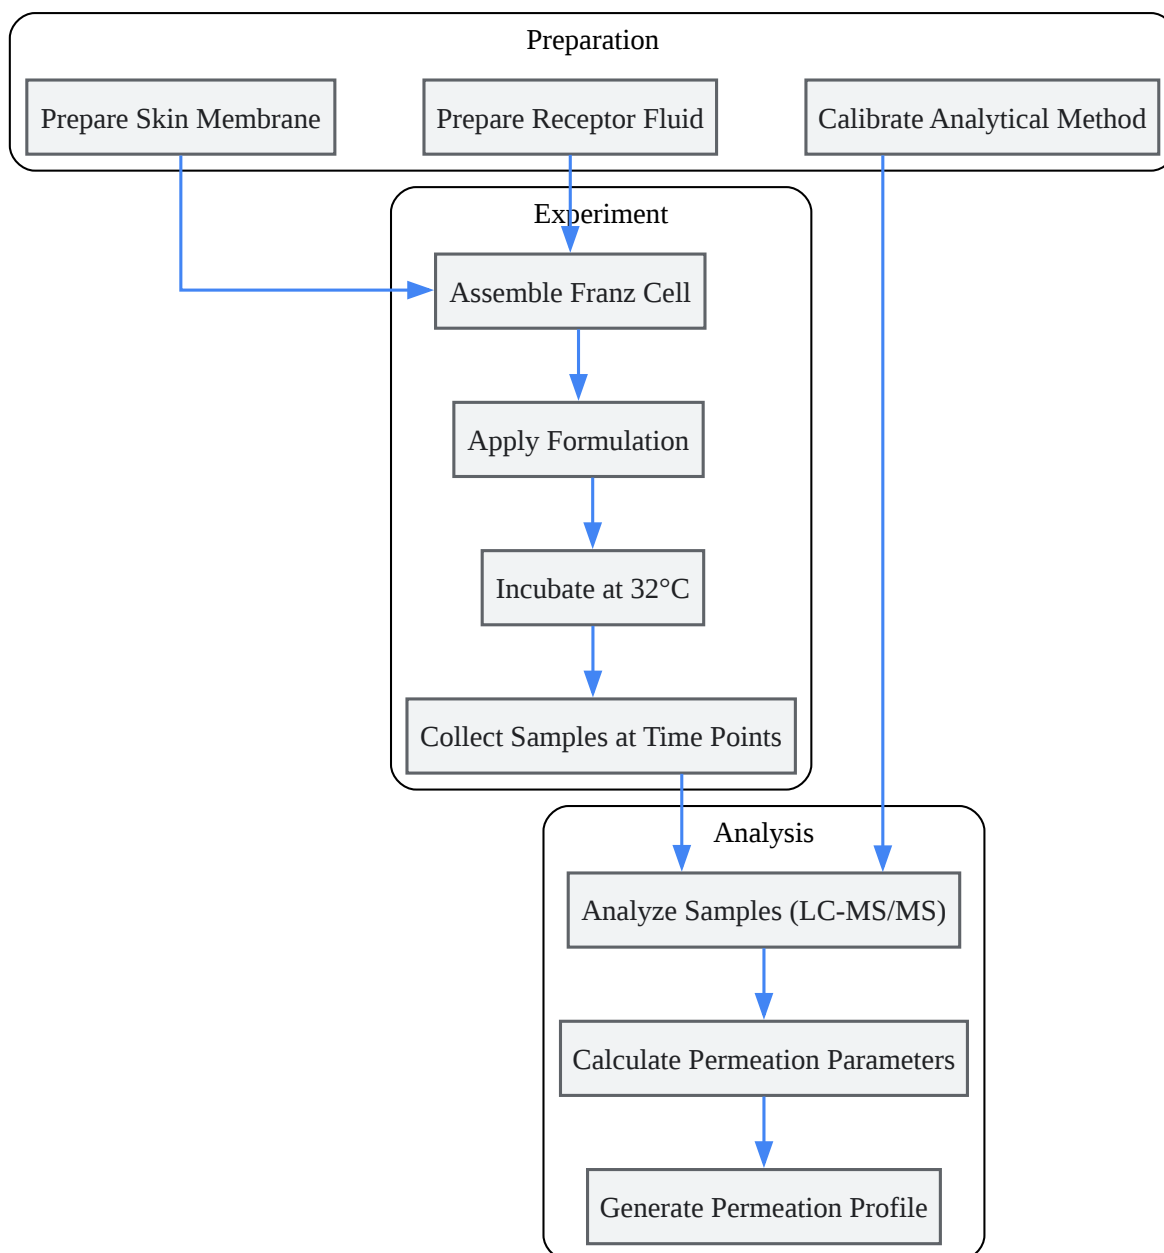 Preparation
Prepare Skin Membrane
Prepare Receptor Fluid
Calibrate Analytical Method
Experiment
Assemble Franz Cell
Apply Formulation
Incubate at 32°C
Collect Samples at Time Points
Analysis
Analyze Samples (LC-MS/MS)
Calculate Permeation Parameters
Generate Permeation Profile